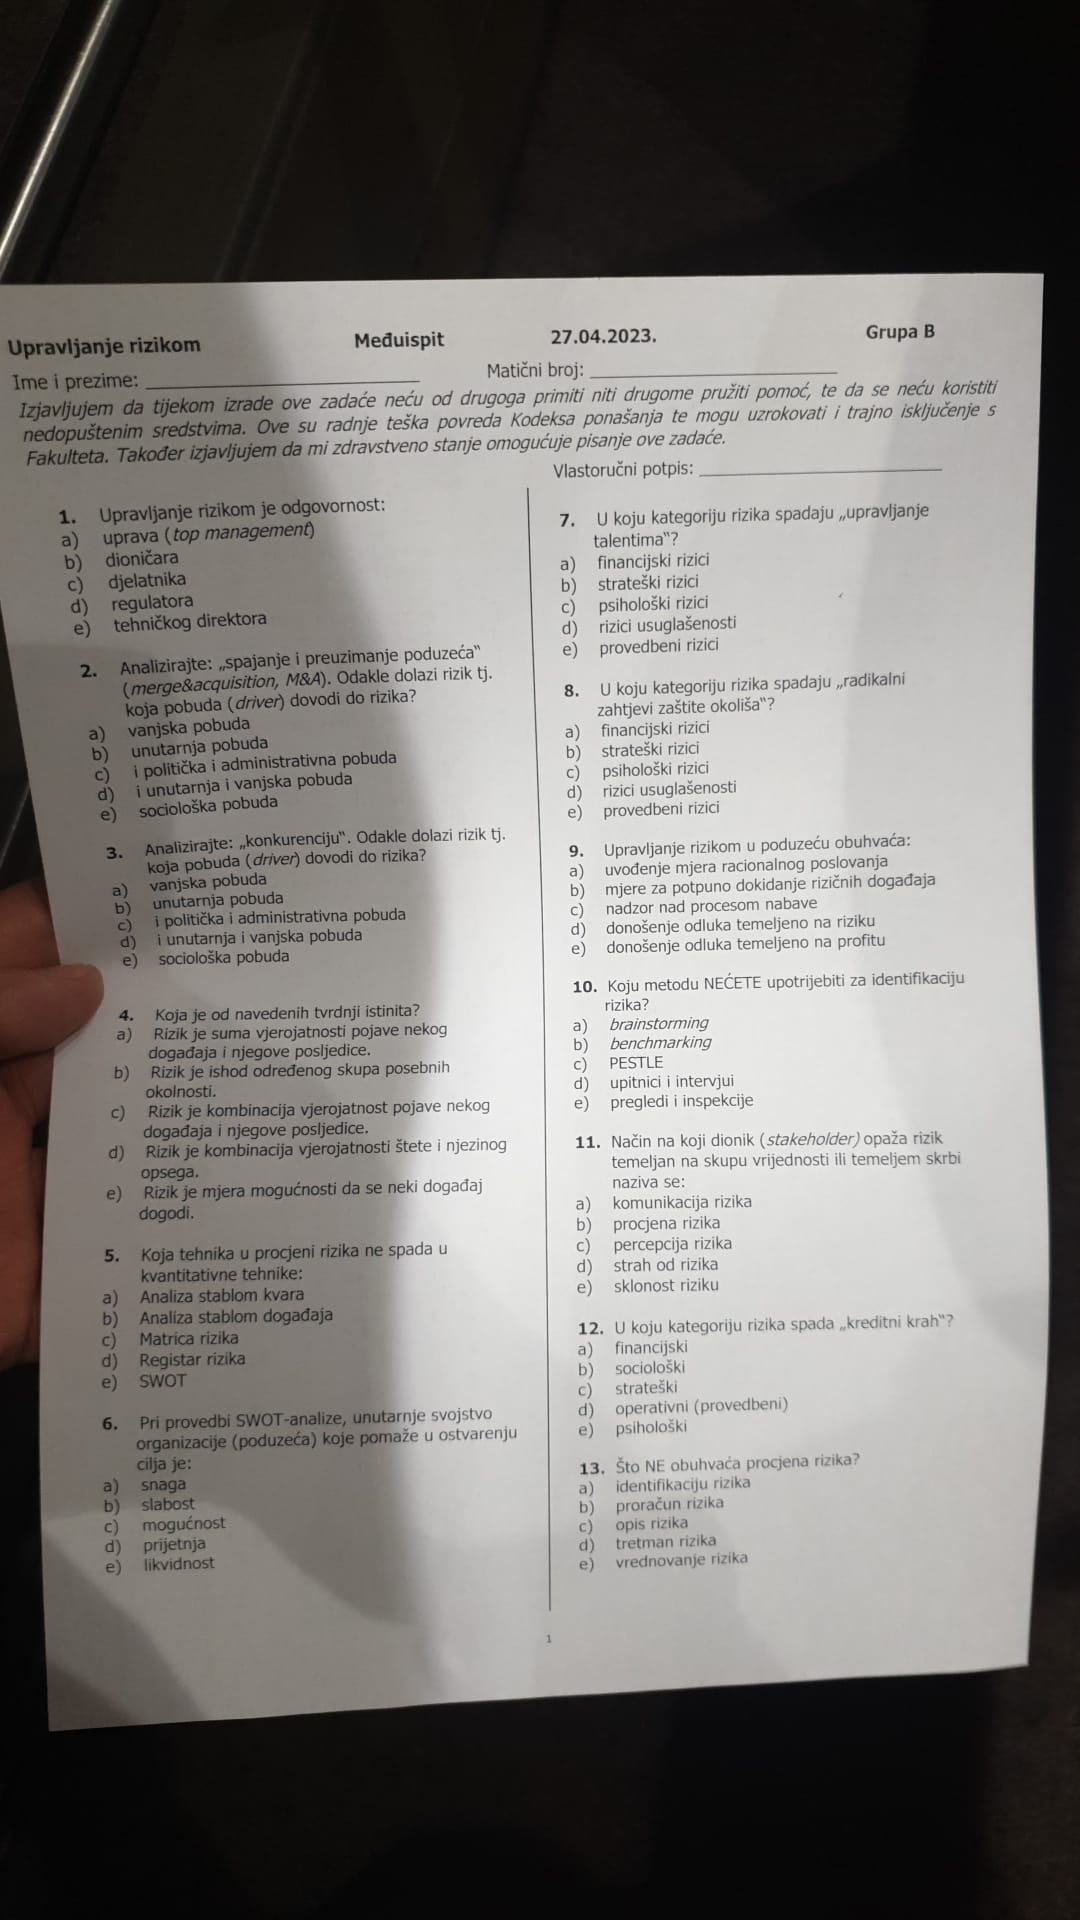 Upravljanje rizikom
Međuispit
27.04.2023.
Grupa B
Ime i prezime:
Matični broj:
Izjavljujem da tijekom izrade ove zadaće neću od drugoga primiti niti drugome pružiti pomoć, te da se neću koristiti
nedopuštenim sredstvima. Ove su radnje teška povreda Kodeksa ponašanja te mogu uzrokovati i trajno isključenje s
Fakulteta. Također izjavljujem da mi zdravstveno stanje omogućuje pisanje ove zadaće.
Vlastoručni potpis:
1. Upravljanje rizikom je odgovornost:
a) uprava (top management)
b) dioničara
c) djelatnika
d) regulatora
e) tehničkog direktora
2. Analizirajte: „spajanje i preuzimanje poduzeća“
(merge&acquisition, M&A). Odakle dolazi rizik tj.
koja pobuda (driver) dovodi do rizika?
a) vanjska pobuda
b) unutarnja pobuda
c) i politička i administrativna pobuda
d) i unutarnja i vanjska pobuda
e) sociološka pobuda
3. Analizirajte: „konkurenciju“. Odakle dolazi rizik tj.
koja pobuda (driver) dovodi do rizika?
a) vanjska pobuda
b) unutarnja pobuda
c) i politička i administrativna pobuda
d) i unutarnja i vanjska pobuda
e) sociološka pobuda
4. Koja je od navedenih tvrdnji istinita?
a) Rizik je suma vjerojatnosti pojave nekog
događaja i njegove posljedice.
b) Rizik je ishod određenog skupa posebnih
okolnosti.
c) Rizik je kombinacija vjerojatnost pojave nekog
događaja i njegove posljedice.
d) Rizik je kombinacija vjerojatnosti štete i njezinog
opsega.
e) Rizik je mjera mogućnosti da se neki događaj
dogodi.
5. Koja tehnika u procjeni rizika ne spada u
kvantitativne tehnike:
a) Analiza stablom kvara
b) Analiza stablom događaja
c) Matrica rizika
d) Registar rizika
e) SWOT
6. Pri provedbi SWOT-analize, unutarnje svojstvo
organizacije (poduzeća) koje pomaže u ostvarenju
cilja je:
a) snaga
b) slabost
c) mogućnost
d) prijetnja
e) likvidnost
7. U koju kategoriju rizika spadaju „upravljanje
talentima“?
a) financijski rizici
b) strateški rizici
c) psihološki rizici
d) rizici usuglašenosti
e) provedbeni rizici
8. U koju kategoriju rizika spadaju „radikalni
zahtjevi zaštite okoliša“?
a) financijski rizici
b) strateški rizici
c) psihološki rizici
d) rizici usuglašenosti
e) provedbeni rizici
9. Upravljanje rizikom u poduzeću obuhvaća:
a) uvođenje mjera racionalnog poslovanja
b) mjere za potpuno dokidanje rizičnih događaja
c) nadzor nad procesom nabave
d) donošenje odluka temeljeno na riziku
e) donošenje odluka temeljeno na profitu
10. Koju metodu NEĆETE upotrijebiti za identifikaciju
rizika?
a) brainstorming
b) benchmarking
c) PESTLE
d) upitnici i intervjui
e) pregledi i inspekcije
11. Način na koji dionik (stakeholder) opaža rizik
temeljan na skupu vrijednosti ili temeljem skrbi
naziva se:
a) komunikacija rizika
b) procjena rizika
c) percepcija rizika
d) strah od rizika
e) sklonost riziku
12. U koju kategoriju rizika spada „kreditni krah“?
a) financijski
b) sociološki
c) strateški
d) operativni (provedbeni)
e) psihološki
13. Što NE obuhvaća procjena rizika?
a) identifikaciju rizika
b) proračun rizika
c) opis rizika
d) tretman rizika
e) vrednovanje rizika
1